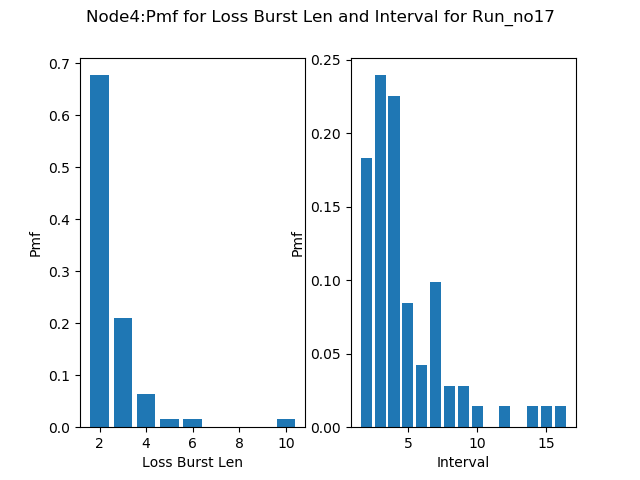 Node4:Pmf for Loss Burst Len and Interval for Run_no17
0.7
0.6
0.5
0.4
0.3
0.2
0.1
0.0
Pmf
2 4 6 8 10
Loss Burst Len
0.25
0.20
0.15
0.10
0.05
0.00
Pmf
5 10 15
Interval